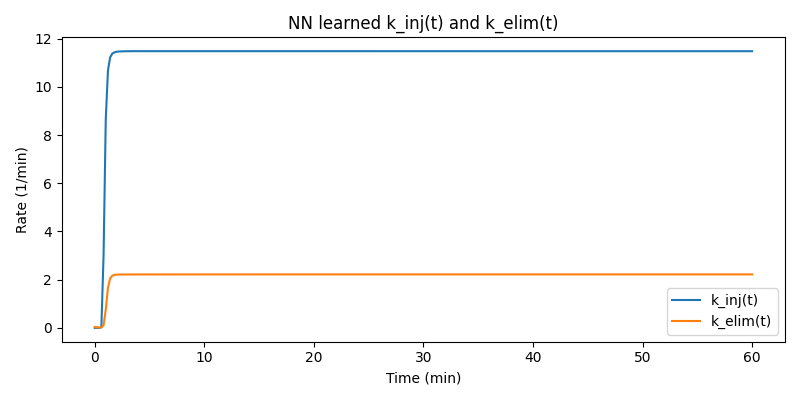 NN learned k_inj(t) and k_elim(t)
Rate (1/min)
12
10
8
6
4
2
0
k_inj(t)
k_elim(t)
0 10 20 30 40 50 60
Time (min)